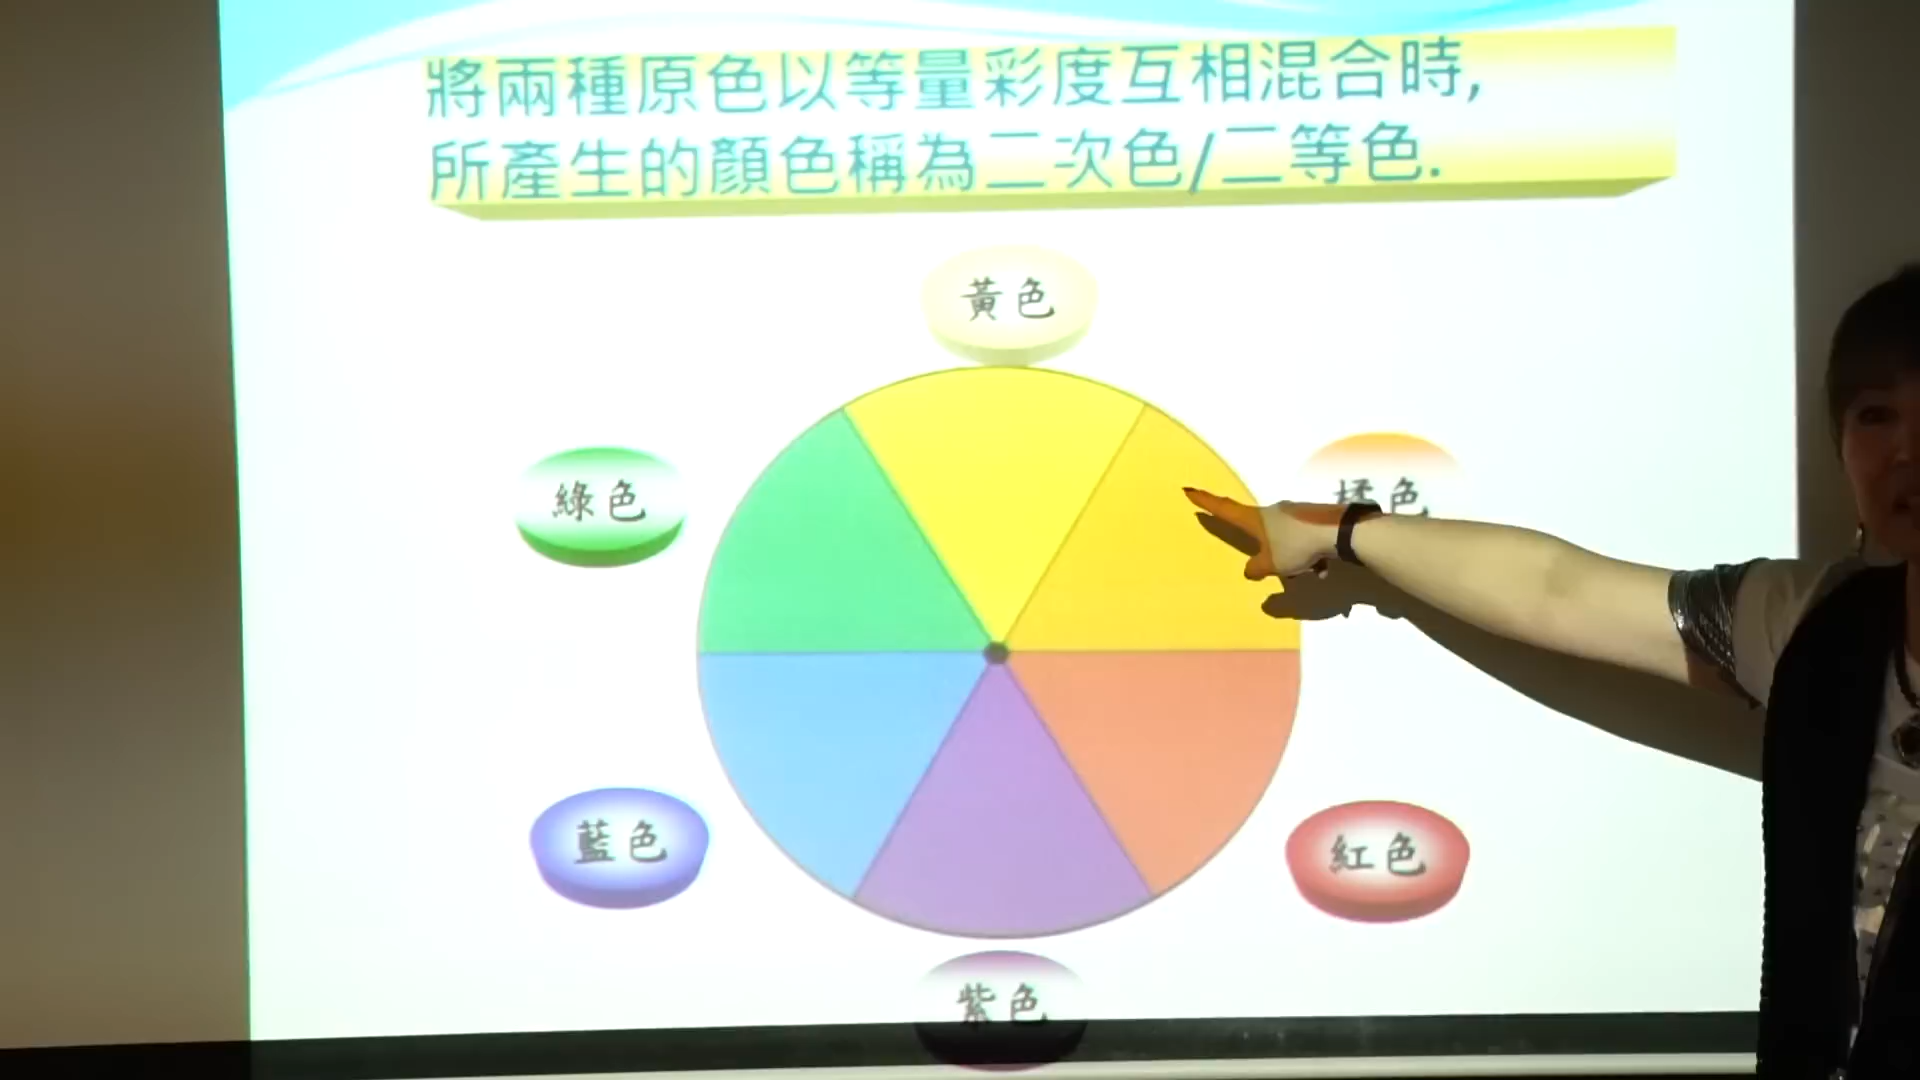 將兩種原色以等量彩度互相混合時,
所產生的顏色稱為二次色/二等色.
黃色
綠色
橘色
藍色
紅色
紫色